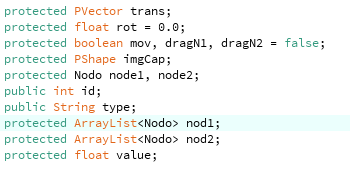 protected PVector trans;
protected float rot = 0.0;
protected boolean mov, dragN1, dragN2 = false;
protected PShape imgCap;
protected Nodo node1, node2;
public int id;
public String type;
protected ArrayList<Nodo> nod1;
protected ArrayList<Nodo> nod2;
protected float value;